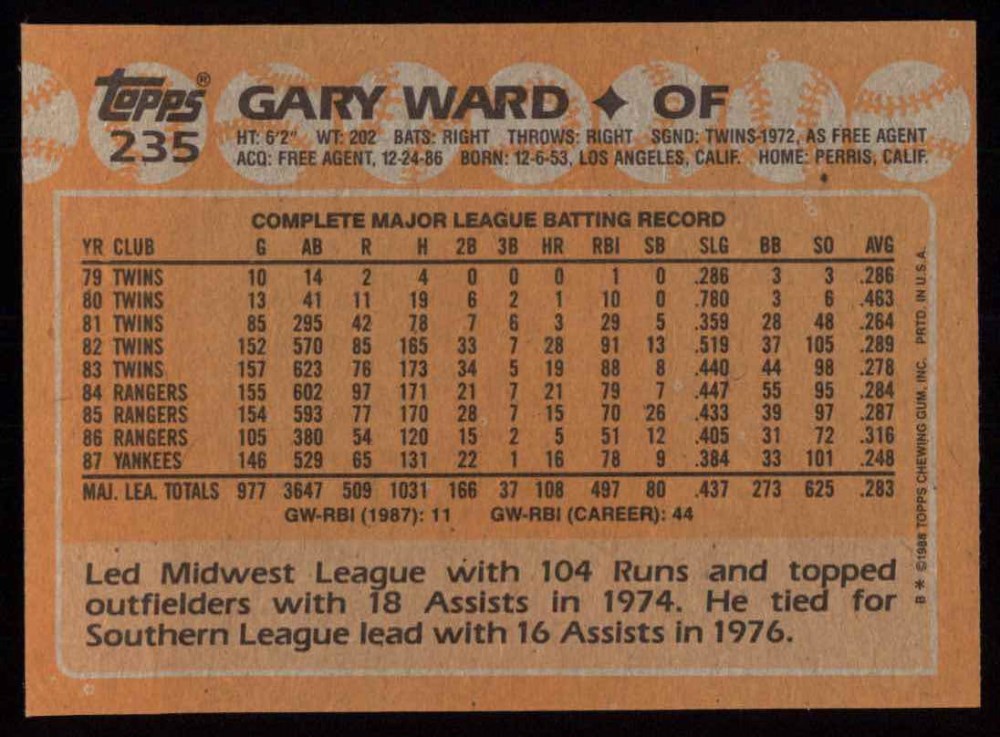 topps®
235
GARY WARD ✦ OF
HT: 6'2" WT: 202 BATS: RIGHT THROWS: RIGHT SGND: TWINS-1972, AS FREE AGENT
ACQ: FREE AGENT, 12-24-86 BORN: 12-6-53, LOS ANGELES, CALIF. HOME: PERRIS, CALIF.
COMPLETE MAJOR LEAGUE BATTING RECORD
YR CLUB G AB R H 2B 3B HR RBI SB SLG BB SO AVG
79 TWINS 10 14 2 4 0 0 0 1 0 .286 3 3 .286
80 TWINS 13 41 11 19 6 2 1 10 0 .780 3 6 .463
81 TWINS 85 295 42 78 7 6 3 29 5 .359 28 48 .264
82 TWINS 152 570 85 165 33 7 28 91 13 .519 37 105 .289
83 TWINS 157 623 76 173 34 5 19 88 8 .440 44 98 .278
84 RANGERS 155 602 97 171 21 7 21 79 7 .447 55 95 .284
85 RANGERS 154 593 77 170 28 7 15 70 26 .433 39 97 .287
86 RANGERS 105 380 54 120 15 2 5 51 12 .405 31 72 .316
87 YANKEES 146 529 65 131 22 1 16 78 9 .384 33 101 .248
MAJ. LEA. TOTALS 977 3647 509 1031 166 37 108 497 80 .437 273 625 .283
GW-RBI (1987): 11 GW-RBI (CAREER): 44
Led Midwest League with 104 Runs and topped
outfielders with 18 Assists in 1974. He tied for
Southern League lead with 16 Assists in 1976.
B * ©1988 TOPPS CHEWING GUM, INC. PRTD. IN U.S.A.